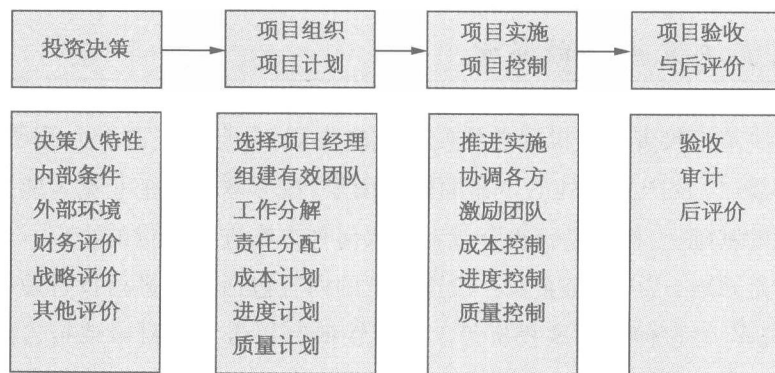 投资决策
项目组织
项目计划
项目实施
项目控制
项目验收
与后评价
决策人特性
内部条件
外部环境
财务评价
战略评价
其他评价
选择项目经理
组建有效团队
工作分解
责任分配
成本计划
进度计划
质量计划
推进实施
协调各方
激励团队
成本控制
进度控制
质量控制
验收
审计
后评价